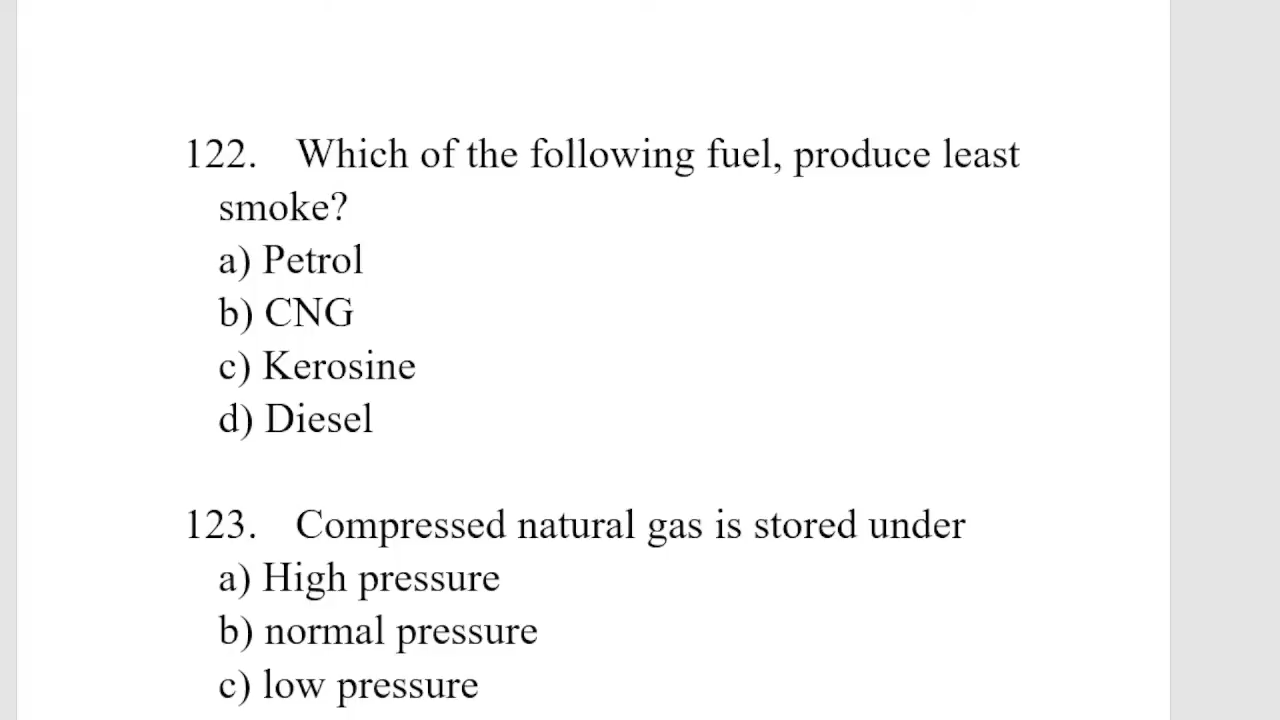 122. Which of the following fuel, produce least
smoke?
a) Petrol
b) CNG
c) Kerosine
d) Diesel
123. Compressed natural gas is stored under
a) High pressure
b) normal pressure
c) low pressure